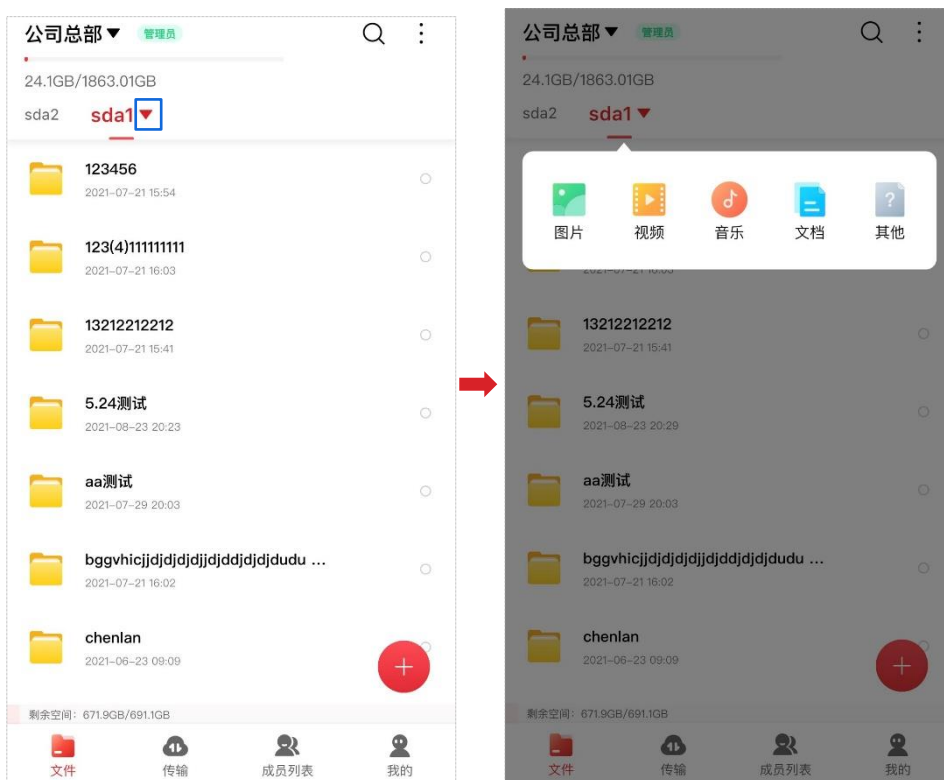 公司总部 管理员
24.1GB/1863.01GB
sda2 sda1
123456
2021-07-21 15:54
123(4)111111111
2021-07-21 16:03
13212212212
2021-07-21 15:41
5.24测试
2021-08-23 20:23
aa测试
2021-07-29 20:03
bggvhicjjdjdjdjdjjdjddjdjdjdudu ...
2021-07-21 16:02
chenlan
2021-06-23 09:09
剩余空间: 671.9GB/691.1GB
文件 传输 成员列表 我的
公司总部 管理员
24.1GB/1863.01GB
sda2 sda1
图片 视频 音乐 文档 其他
2021-07-21 16:03
13212212212
2021-07-21 15:41
5.24测试
2021-08-23 20:29
aa测试
2021-07-29 20:03
bggvhicjjdjdjdjdjjdjddjdjdjdudu ...
2021-07-21 16:02
chenlan
2021-06-23 09:09
剩余空间: 671.9GB/691.1GB
文件 传输 成员列表 我的